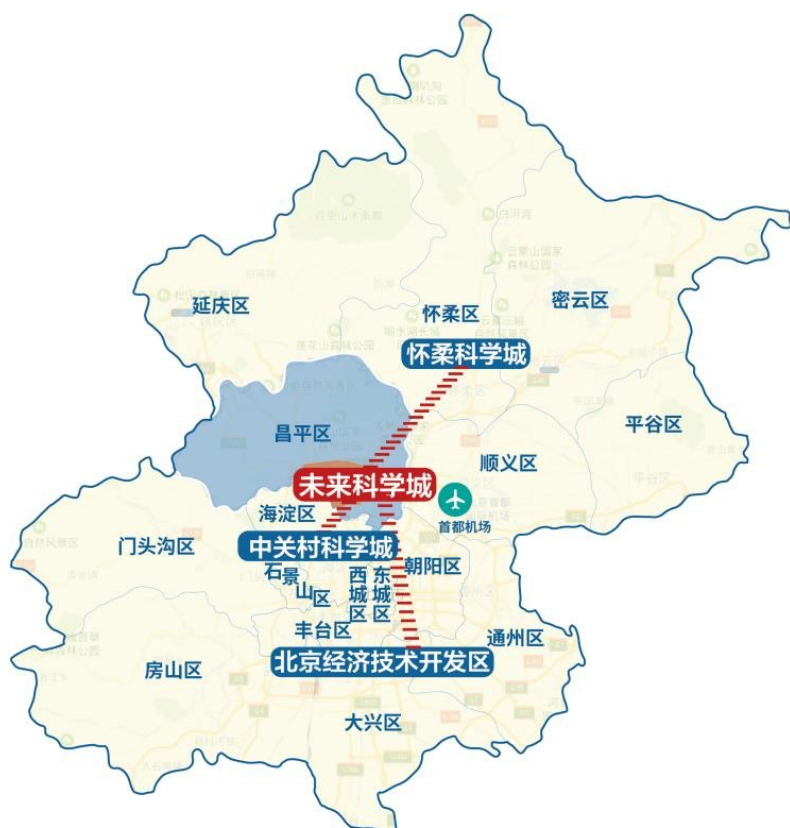 延庆区
怀柔区
密云区
怀柔科学城
昌平区
平谷区
顺义区
未来科学城
海淀区
首都机场
门头沟区
中关村科学城
朝阳区
石景山区
西城区
东城区
丰台区
通州区
房山区
北京经济技术开发区
大兴区